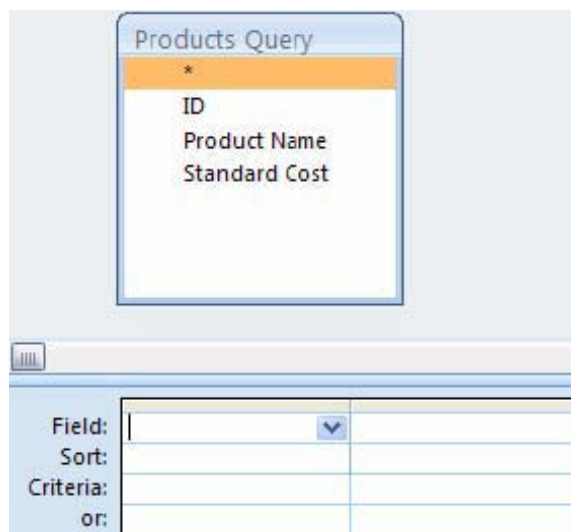 Products Query
*
ID
Product Name
Standard Cost
Field:
Sort:
Criteria:
or: